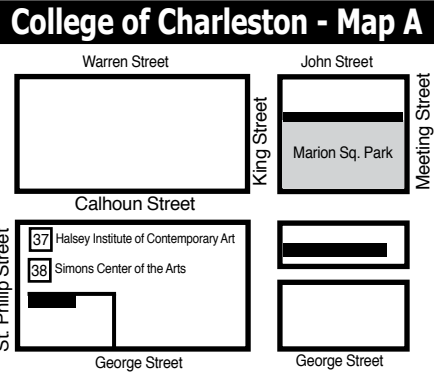 College of Charleston - Map A
Warren Street
John Street
King Street
Marion Sq. Park
Meeting Street
Calhoun Street
St. Philip Street
37 Halsey Institute of Contemporary Art
38 Simons Center of the Arts
George Street
George Street